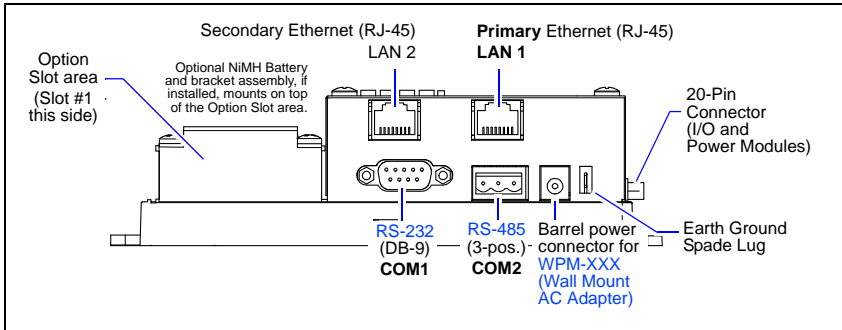 Secondary Ethernet (RJ-45)
LAN 2
Primary Ethernet (RJ-45)
LAN 1
Option
Slot area
(Slot #1
this side)
Optional NiMH Battery
and bracket assembly, if
installed, mounts on top
of the Option Slot area.
20-Pin
Connector
(I/O and
Power Modules)
RS-232
(DB-9)
COM1
RS-485
(3-pos.)
COM2
Barrel power
connector for
WPM-XXX
(Wall Mount
AC Adapter)
Earth Ground
Spade Lug